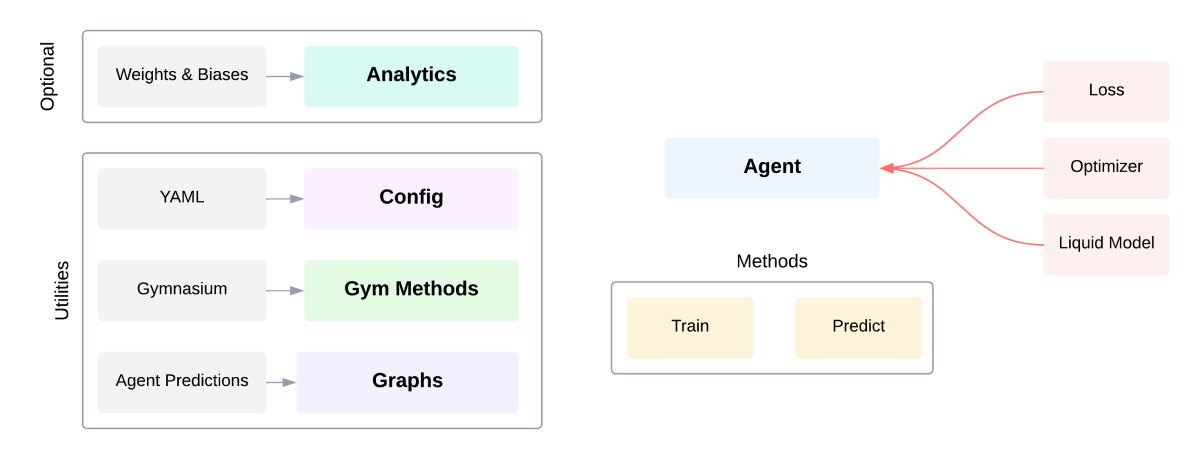 Optional
Weights & Biases
Analytics
Utilities
YAML
Config
Gymnasium
Gym Methods
Agent Predictions
Graphs
Agent
Loss
Optimizer
Liquid Model
Methods
Train
Predict